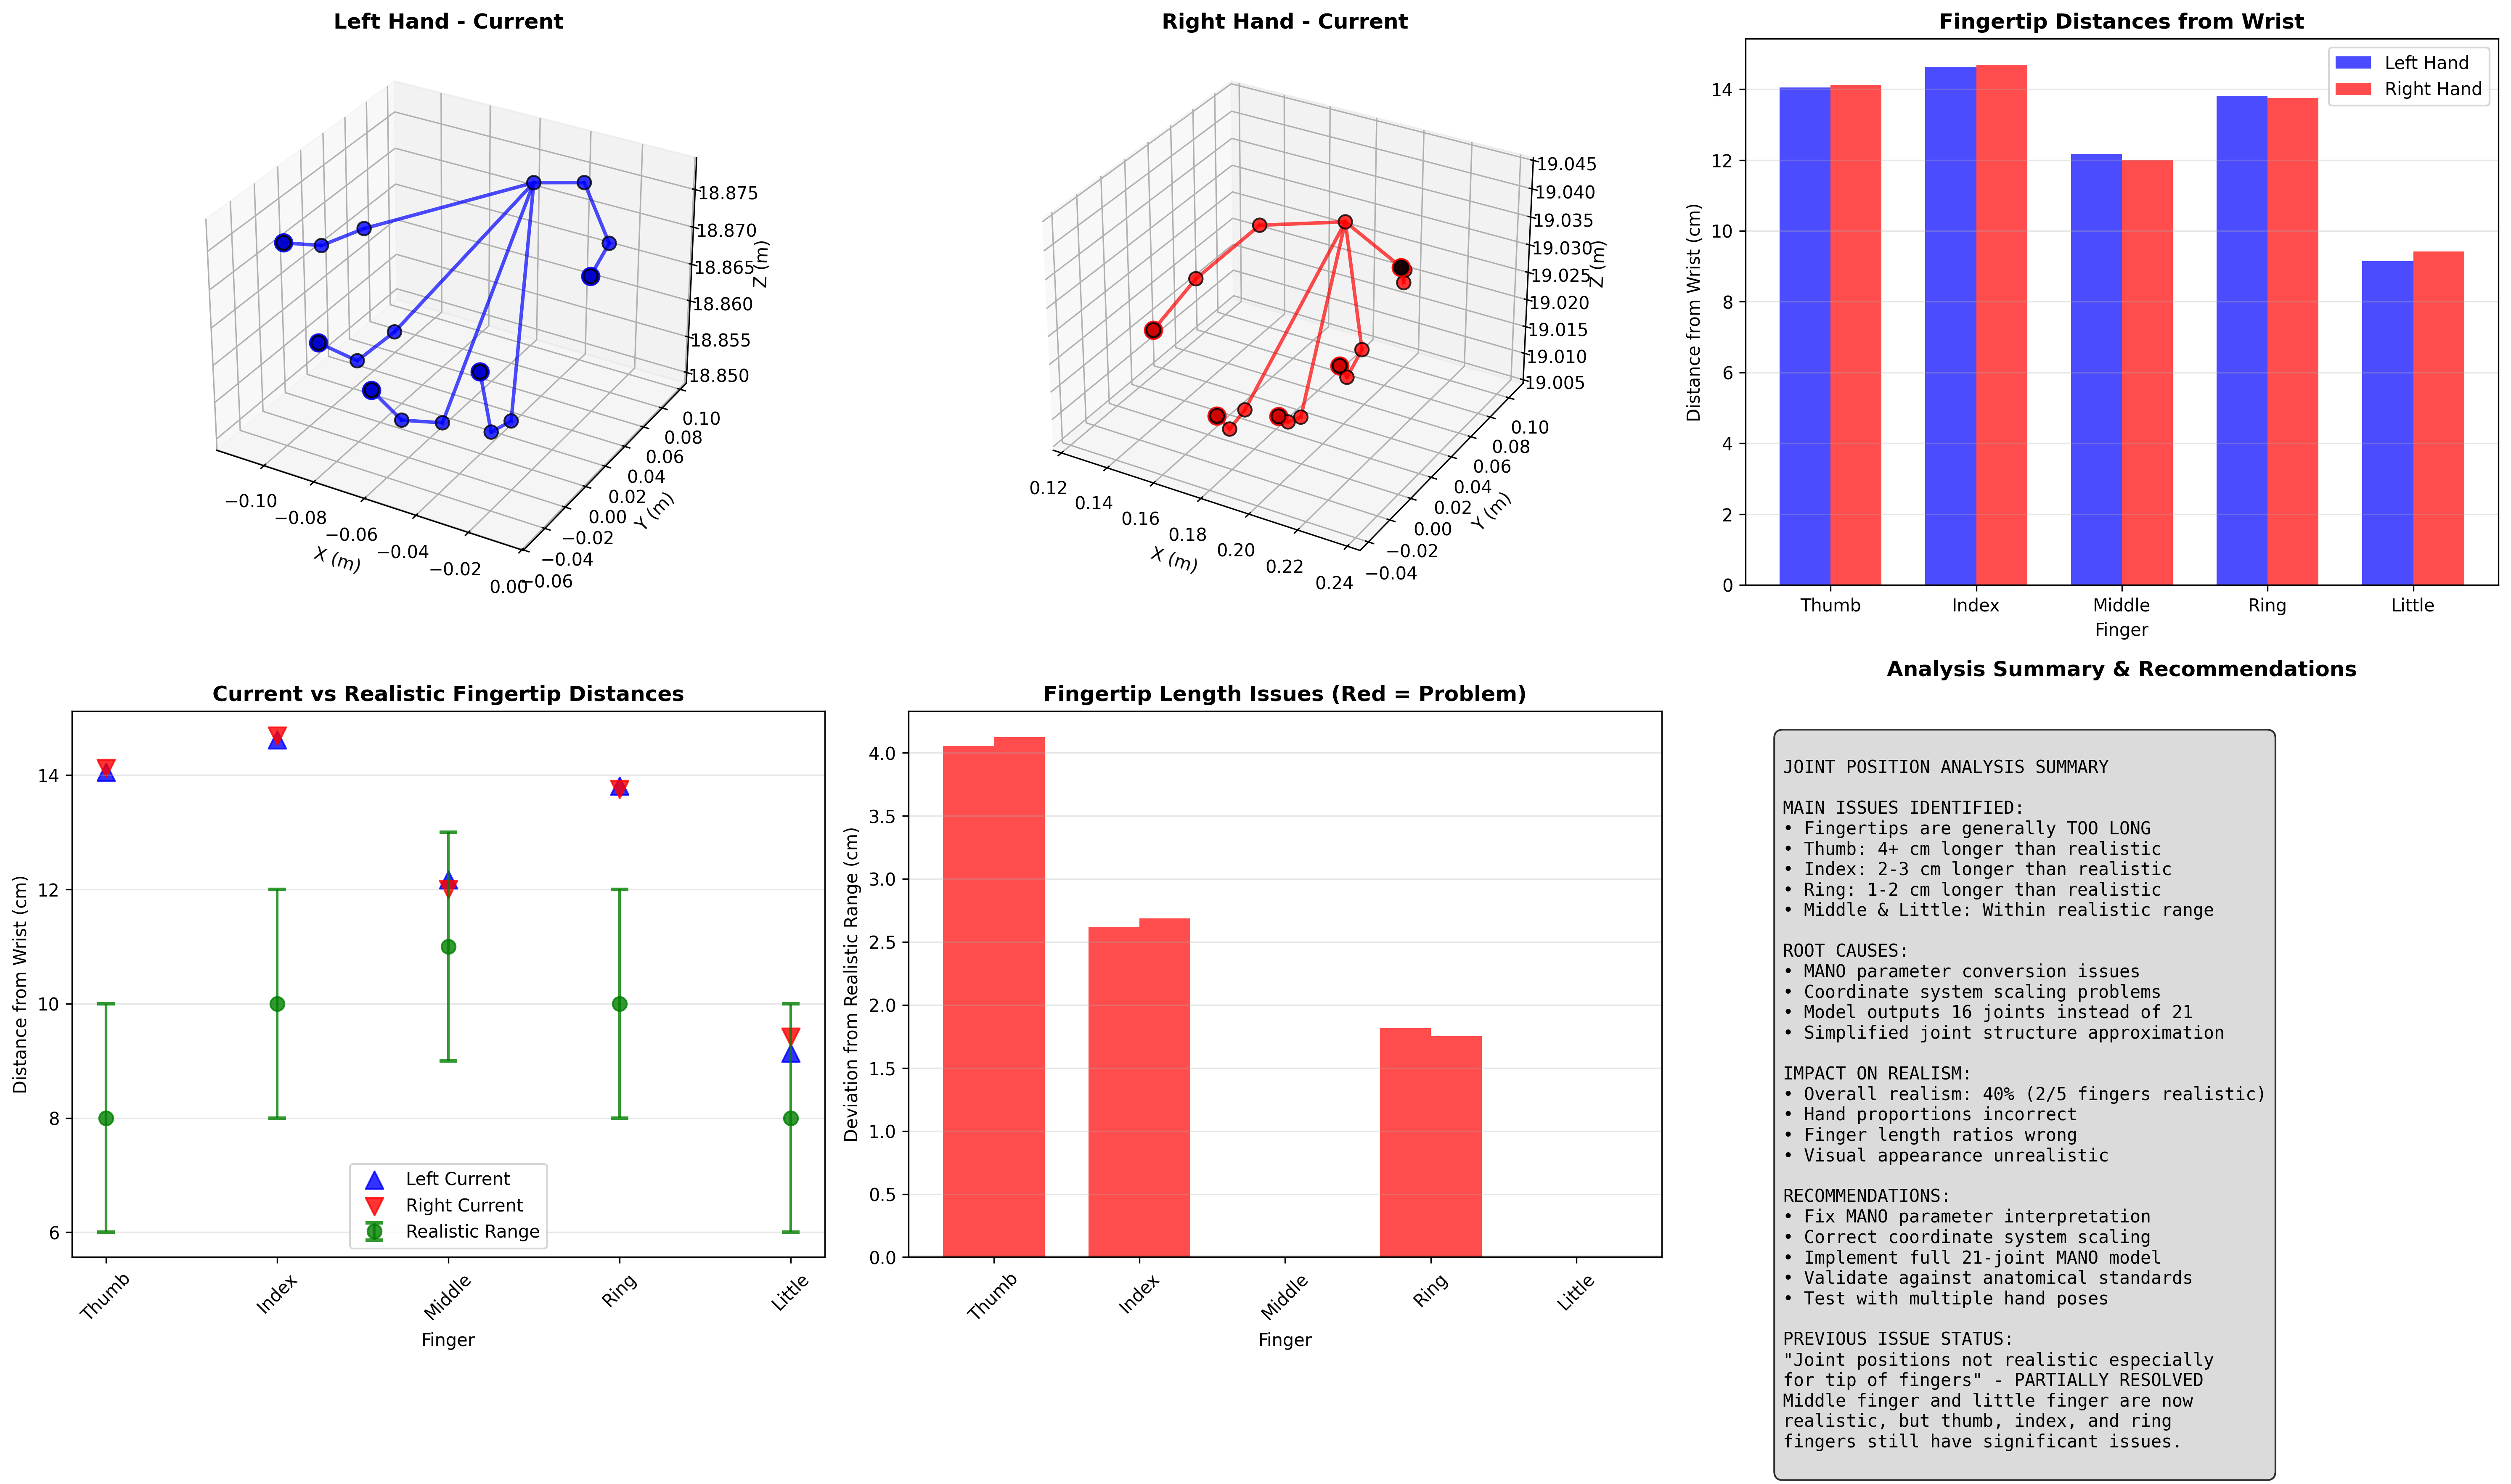 Left Hand - Current
18.875
18.870
18.865
18.860
18.855
18.850
Z (m)
0.10
0.08
0.06
0.04
0.02
0.00
−0.02
−0.04
−0.06
Y (m)
−0.10
−0.08
−0.06
−0.04
−0.02
0.00
X (m)
Right Hand - Current
19.045
19.040
19.035
19.030
19.025
19.020
19.015
19.010
19.005
Z (m)
0.10
0.08
0.06
0.04
0.02
0.00
−0.02
−0.04
Y (m)
0.12
0.14
0.16
0.18
0.20
0.22
0.24
X (m)
Fingertip Distances from Wrist
Left Hand
Right Hand
14
12
10
8
6
4
2
0
Distance from Wrist (cm)
Thumb Index Middle Ring Little
Finger
Current vs Realistic Fingertip Distances
14
12
10
8
6
Distance from Wrist (cm)
Left Current
Right Current
Realistic Range
Thumb Index Middle Ring Little
Finger
Fingertip Length Issues (Red = Problem)
4.0
3.5
3.0
2.5
2.0
1.5
1.0
0.5
0.0
Deviation from Realistic Range (cm)
Thumb Index Middle Ring Little
Finger
Analysis Summary & Recommendations
JOINT POSITION ANALYSIS SUMMARY
MAIN ISSUES IDENTIFIED:
• Fingertips are generally TOO LONG
• Thumb: 4+ cm longer than realistic
• Index: 2-3 cm longer than realistic
• Ring: 1-2 cm longer than realistic
• Middle & Little: Within realistic range
ROOT CAUSES:
• MANO parameter conversion issues
• Coordinate system scaling problems
• Model outputs 16 joints instead of 21
• Simplified joint structure approximation
IMPACT ON REALISM:
• Overall realism: 40% (2/5 fingers realistic)
• Hand proportions incorrect
• Finger length ratios wrong
• Visual appearance unrealistic
RECOMMENDATIONS:
• Fix MANO parameter interpretation
• Correct coordinate system scaling
• Implement full 21-joint MANO model
• Validate against anatomical standards
• Test with multiple hand poses
PREVIOUS ISSUE STATUS:
"Joint positions not realistic especially
for tip of fingers" - PARTIALLY RESOLVED
Middle finger and little finger are now
realistic, but thumb, index, and ring
fingers still have significant issues.